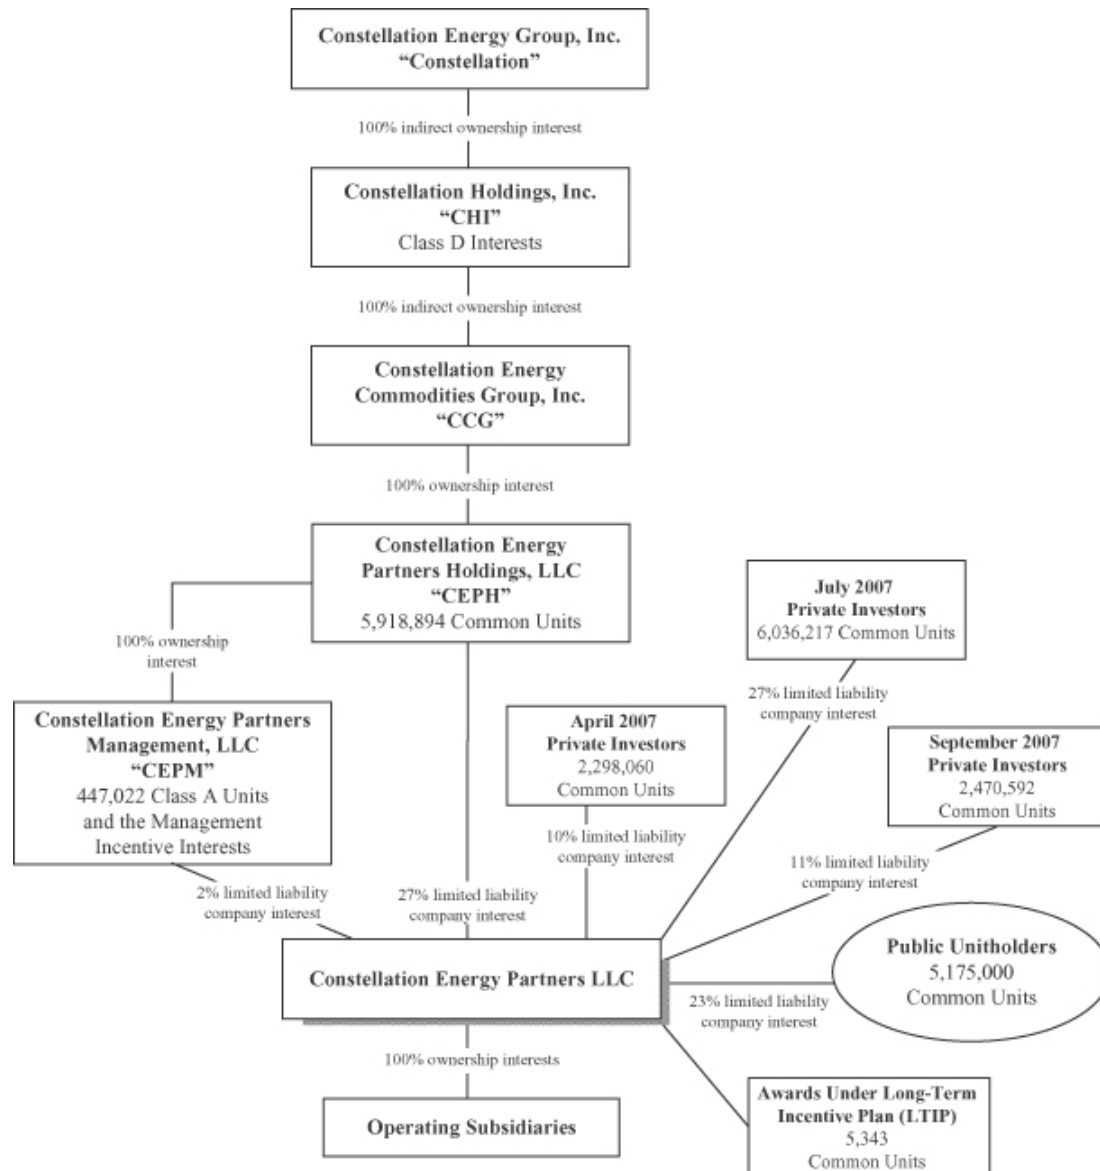 Constellation Energy Group, Inc.
“Constellation”
100% indirect ownership interest
Constellation Holdings, Inc.
“CHI”
Class D Interests
100% indirect ownership interest
Constellation Energy
Commodities Group, Inc.
“CCG”
100% ownership interest
Constellation Energy
Partners Holdings, LLC
“CEPH”
5,918,894 Common Units
100% ownership
interest
Constellation Energy Partners
Management, LLC
“CEPM”
447,022 Class A Units
and the Management
Incentive Interests
2% limited liability
company interest
27% limited liability
company interest
April 2007
Private Investors
2,298,060
Common Units
10% limited liability
company interest
July 2007
Private Investors
6,036,217 Common Units
27% limited liability
company interest
September 2007
Private Investors
2,470,592
Common Units
11% limited liability
company interest
Public Unitholders
5,175,000
Common Units
23% limited liability
company interest
Constellation Energy Partners LLC
100% ownership interests
Operating Subsidiaries
Awards Under Long-Term
Incentive Plan (LTIP)
5,343
Common Units